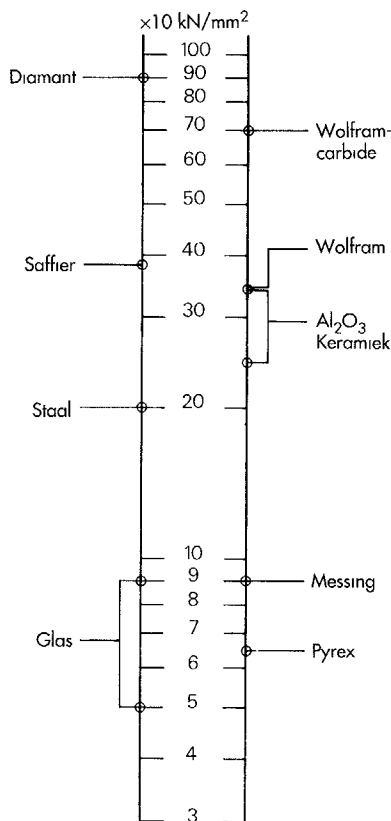 ×10 kN/mm²
100
Diamant
90
80
70
Wolfram-
carbide
60
50
40
Wolfram
Saffier
30
Al₂O₃
Keramiek
Staal
20
10
9
Messing
8
7
Glas
Pyrex
6
5
4
3